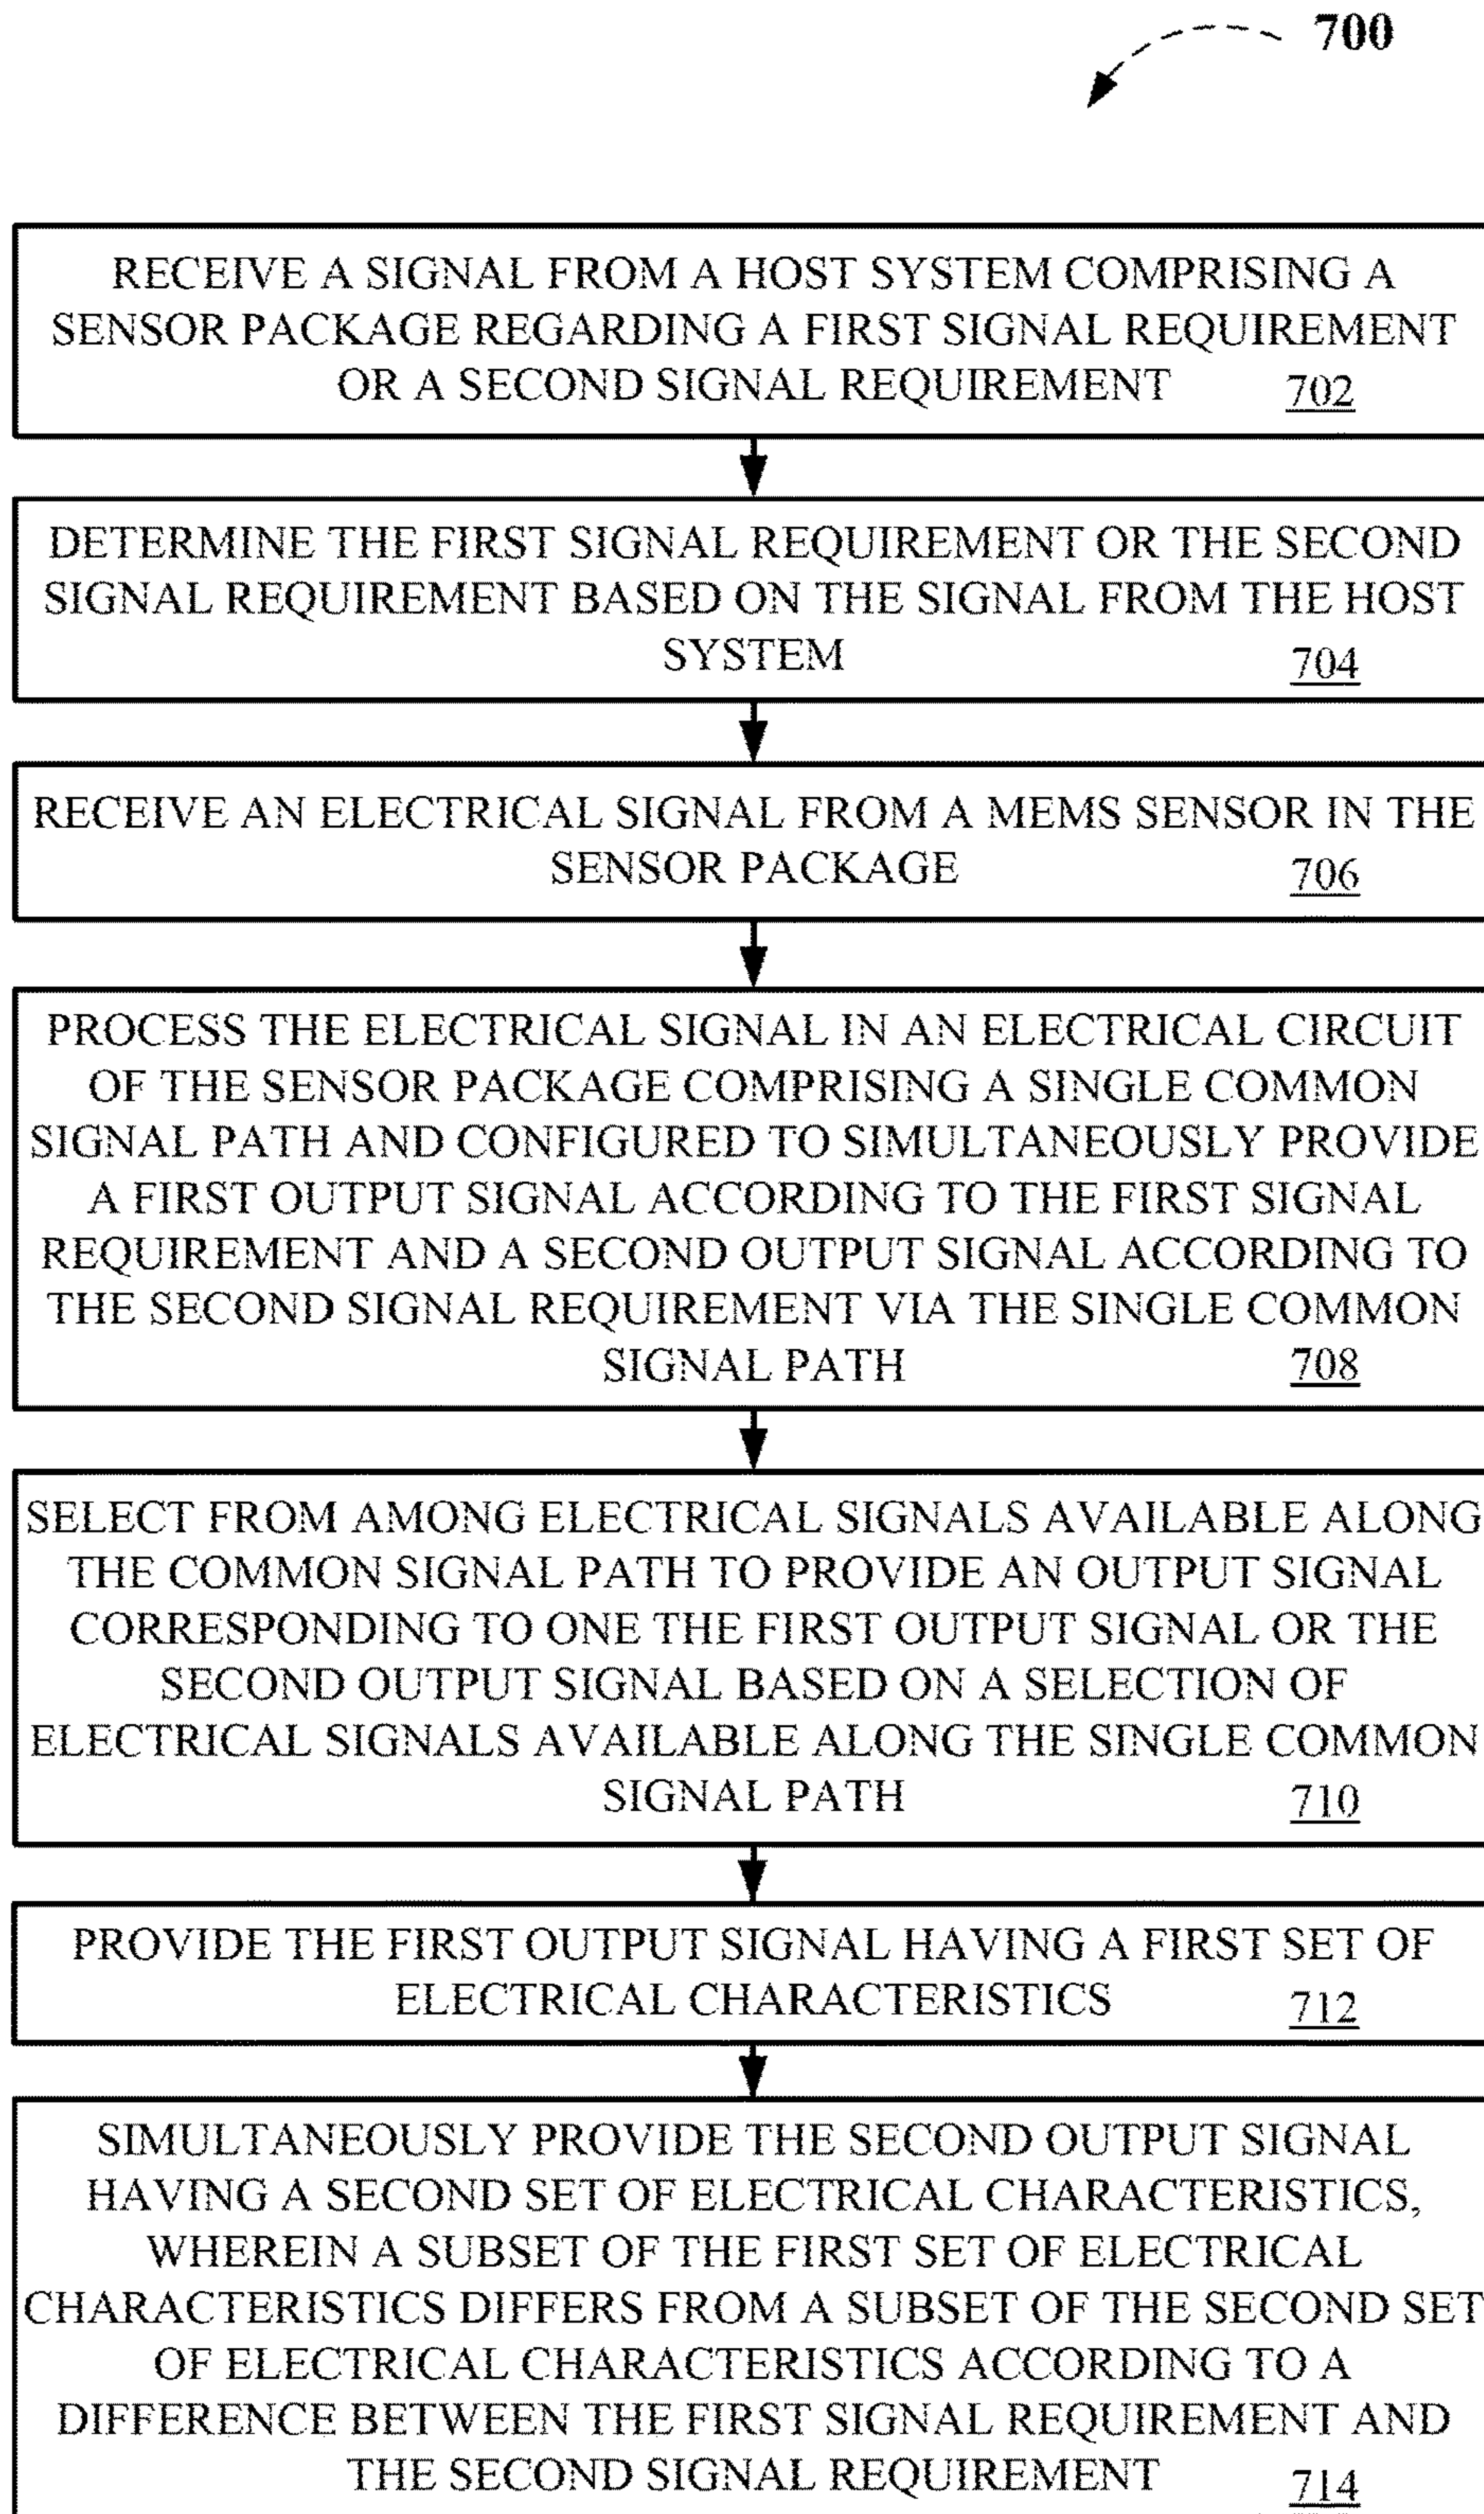 700
RECEIVE A SIGNAL FROM A HOST SYSTEM COMPRISING A
SENSOR PACKAGE REGARDING A FIRST SIGNAL REQUIREMENT
OR A SECOND SIGNAL REQUIREMENT 702
DETERMINE THE FIRST SIGNAL REQUIREMENT OR THE SECOND
SIGNAL REQUIREMENT BASED ON THE SIGNAL FROM THE HOST
SYSTEM 704
RECEIVE AN ELECTRICAL SIGNAL FROM A MEMS SENSOR IN THE
SENSOR PACKAGE 706
PROCESS THE ELECTRICAL SIGNAL IN AN ELECTRICAL CIRCUIT
OF THE SENSOR PACKAGE COMPRISING A SINGLE COMMON
SIGNAL PATH AND CONFIGURED TO SIMULTANEOUSLY PROVIDE
A FIRST OUTPUT SIGNAL ACCORDING TO THE FIRST SIGNAL
REQUIREMENT AND A SECOND OUTPUT SIGNAL ACCORDING TO
THE SECOND SIGNAL REQUIREMENT VIA THE SINGLE COMMON
SIGNAL PATH 708
SELECT FROM AMONG ELECTRICAL SIGNALS AVAILABLE ALONG
THE COMMON SIGNAL PATH TO PROVIDE AN OUTPUT SIGNAL
CORRESPONDING TO ONE THE FIRST OUTPUT SIGNAL OR THE
SECOND OUTPUT SIGNAL BASED ON A SELECTION OF
ELECTRICAL SIGNALS AVAILABLE ALONG THE SINGLE COMMON
SIGNAL PATH 710
PROVIDE THE FIRST OUTPUT SIGNAL HAVING A FIRST SET OF
ELECTRICAL CHARACTERISTICS 712
SIMULTANEOUSLY PROVIDE THE SECOND OUTPUT SIGNAL
HAVING A SECOND SET OF ELECTRICAL CHARACTERISTICS,
WHEREIN A SUBSET OF THE FIRST SET OF ELECTRICAL
CHARACTERISTICS DIFFERS FROM A SUBSET OF THE SECOND SET
OF ELECTRICAL CHARACTERISTICS ACCORDING TO A
DIFFERENCE BETWEEN THE FIRST SIGNAL REQUIREMENT AND
THE SECOND SIGNAL REQUIREMENT 714